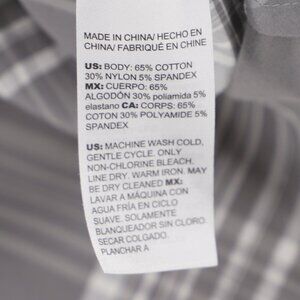 MADE IN CHINA/ HECHO EN
CHINA/ FABRIQUÉ EN CHINE
US: BODY: 65% COTTON
30% NYLON 5% SPANDEX
MX: CUERPO: 65%
ALGODÓN 30% poliamida 5%
elastano CA: CORPS: 65%
COTON 30% POLYAMIDE 5%
SPANDEX
US: MACHINE WASH COLD,
GENTLE CYCLE. ONLY
NON-CHLORINE BLEACH.
LINE DRY. WARM IRON. MAY
BE DRY CLEANED MX:
LAVAR A MÁQUINA CON
AGUA FRÍA EN CICLO
SUAVE. SOLAMENTE
BLANQUEADOR SIN CLORO.
SECAR COLGADO.
PLANCHAR A